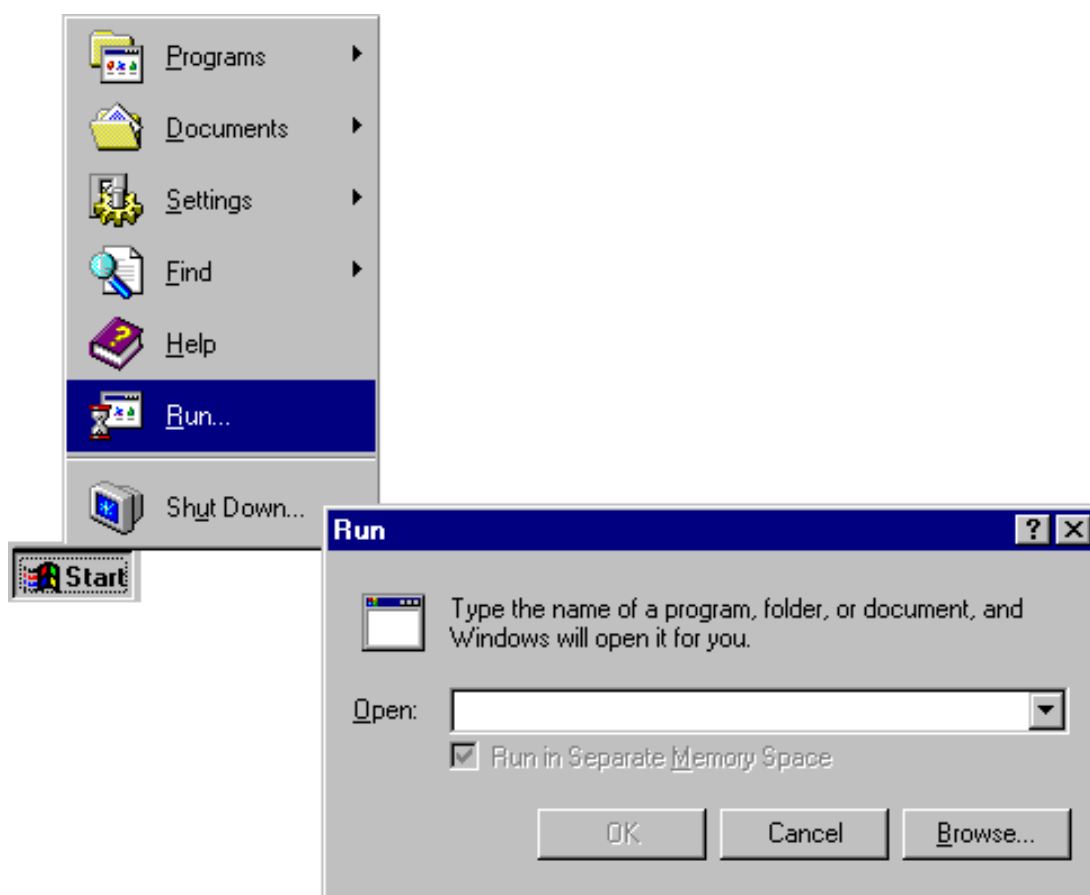 Programs
Documents
Settings
Find
Help
Run...
Shut Down...
Start
Run
Type the name of a program, folder, or document, and
Windows will open it for you.
Open:
Run in Separate Memory Space
OK Cancel Browse...